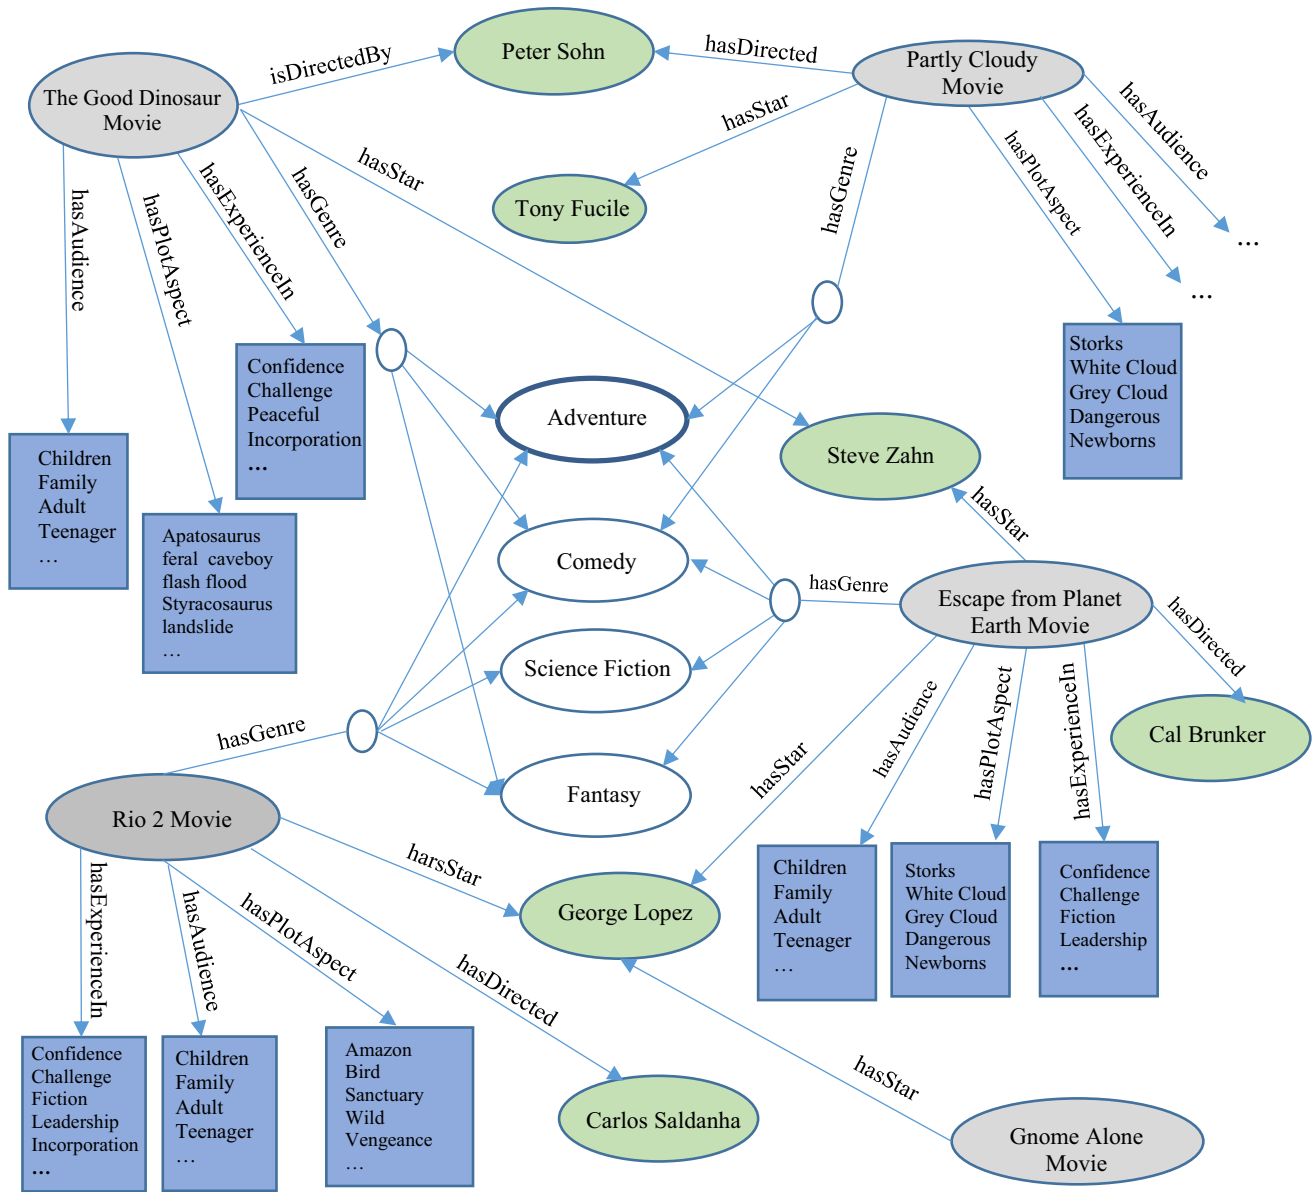 Peter Sohn
isDirectedBy
hasDirected
Partly Cloudy
Movie
The Good Dinosaur
Movie
hasStar
hasAudience
hasExperienceIn
hasPlotAspect
hasStar
hasGenre
hasExperienceIn
hasGenre
hasPlotAspect
hasAudience
Tony Fucile
...
...
Storks
White Cloud
Grey Cloud
Dangerous
Newborns
Confidence
Challenge
Peaceful
Incorporation
...
Adventure
Children
Family
Adult
Teenager
...
Steve Zahn
Apatosaurus
feral caveboy
flash flood
Styracosaurus
landslide
...
hasStar
Comedy
hasGenre
Escape from Planet
Earth Movie
hasDirected
Science Fiction
hasGenre
hasStar
hasAudience
hasPlotAspect
hasExperienceIn
Cal Brunker
Fantasy
Rio 2 Movie
harsStar
hasExperienceIn
hasAudience
hasPlotAspect
hasDirected
George Lopez
Children
Family
Adult
Teenager
...
Storks
White Cloud
Grey Cloud
Dangerous
Newborns
Confidence
Challenge
Fiction
Leadership
...
Confidence
Challenge
Fiction
Leadership
Incorporation
...
Children
Family
Adult
Teenager
...
Amazon
Bird
Sanctuary
Wild
Vengeance
...
Carlos Saldanha
hasStar
Gnome Alone
Movie